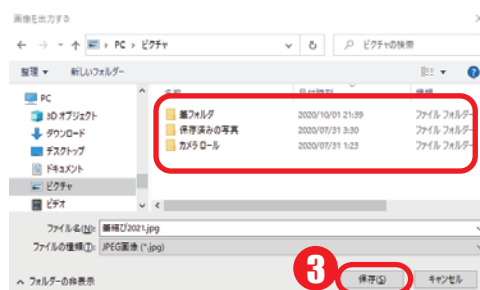 画像を出力する
PC › ピクチャ
ピクチャの検索
整理 ▼ 新しいフォルダー
PC
3D オブジェクト
ダウンロード
デスクトップ
ドキュメント
ピクチャ
ビデオ
筆フォルダ 2020/10/01 21:39 ファイル フォルダー
保存済みの写真 2020/07/31 3:30 ファイル フォルダー
カメラ ロール 2020/07/31 1:23 ファイル フォルダー
ファイル名(N): 筆結び2021.jpg
ファイルの種類(T): JPEG画像 (*.jpg)
3
フォルダーの非表示
保存(S)
キャンセル